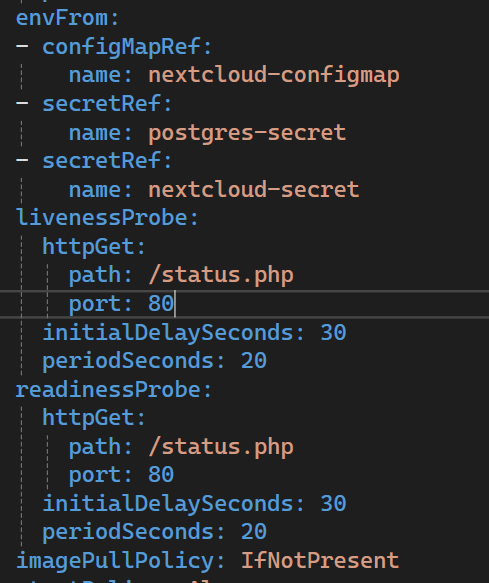 envFrom:
- configMapRef:
    name: nextcloud-configmap
- secretRef:
    name: postgres-secret
- secretRef:
    name: nextcloud-secret
livenessProbe:
  httpGet:
    path: /status.php
    port: 80
  initialDelaySeconds: 30
  periodSeconds: 20
readinessProbe:
  httpGet:
    path: /status.php
    port: 80
  initialDelaySeconds: 30
  periodSeconds: 20
imagePullPolicy: IfNotPresent